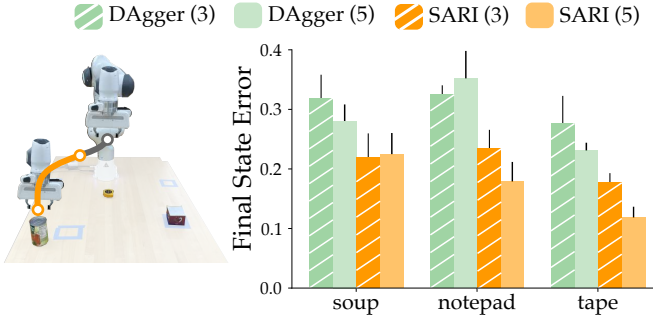 DAgger (3) DAgger (5) SARI (3) SARI (5)
Final State Error
0.4
0.3
0.2
0.1
0.0
soup notepad tape